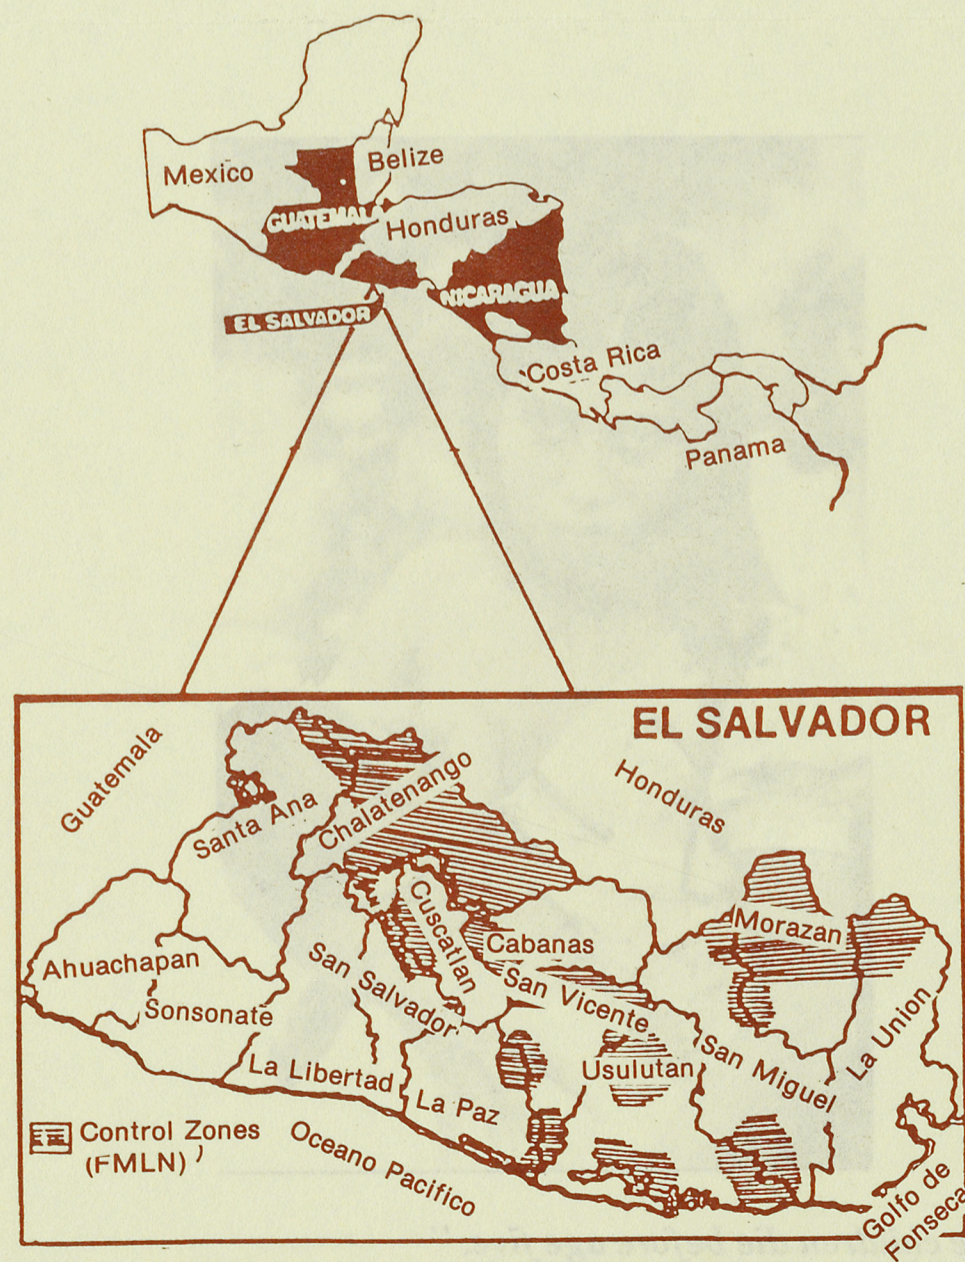 Mexico
Belize
GUATEMALA
Honduras
NICARAGUA
EL SALVADOR
Costa Rica
Panama
EL SALVADOR
Guatemala
Honduras
Santa Ana
Chalatenango
Cuscatlan
Cabanas
Morazan
Ahuachapan
Sonsonate
San Salvador
San Vicente
La Libertad
La Paz
Usulutan
San Miguel
La Union
Control Zones
(FMLN)
Oceano Pacifico
Golfo de
Fonseca